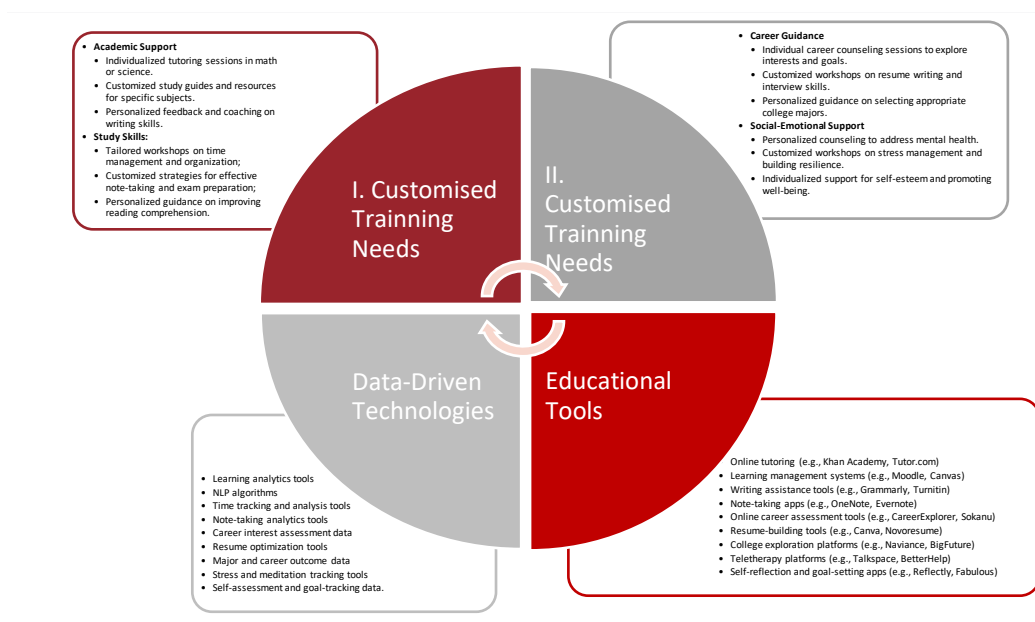 • Academic Support
• Individualized tutoring sessions in math
or science.
• Customized study guides and resources
for specific subjects.
• Personalized feedback and coaching on
writing skills.
• Study Skills:
• Tailored workshops on time
management and organization;
• Customized strategies for effective
note-taking and exam preparation;
• Personalized guidance on improving
reading comprehension.
• Career Guidance
• Individual career counseling sessions to explore
interests and goals.
• Customized workshops on resume writing and
interview skills.
• Personalized guidance on selecting appropriate
college majors.
• Social-Emotional Support
• Personalized counseling to address mental health.
• Customized workshops on stress management and
building resilience.
• Individualized support for self-esteem and promoting
well-being.
I. Customised
Trainning
Needs
II.
Customised
Trainning
Needs
Data-Driven
Technologies
Educational
Tools
• Learning analytics tools
• NLP algorithms
• Time tracking and analysis tools
• Note-taking analytics tools
• Career interest assessment data
• Resume optimization tools
• Major and career outcome data
• Stress and meditation tracking tools
• Self-assessment and goal-tracking data.
Online tutoring (e.g., Khan Academy, Tutor.com)
• Learning management systems (e.g., Moodle, Canvas)
• Writing assistance tools (e.g., Grammarly, Turnitin)
• Note-taking apps (e.g., OneNote, Evernote)
• Online career assessment tools (e.g., CareerExplorer, Sokanu)
• Resume-building tools (e.g., Canva, Novoresume)
• College exploration platforms (e.g., Naviance, BigFuture)
• Teletherapy platforms (e.g., Talkspace, BetterHelp)
• Self-reflection and goal-setting apps (e.g., Reflectly, Fabulous)